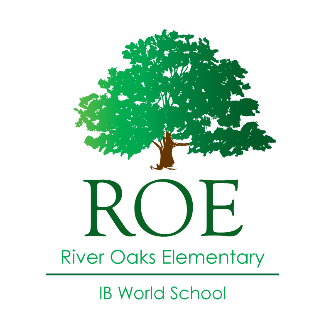 ROE
River Oaks Elementary
IB World School